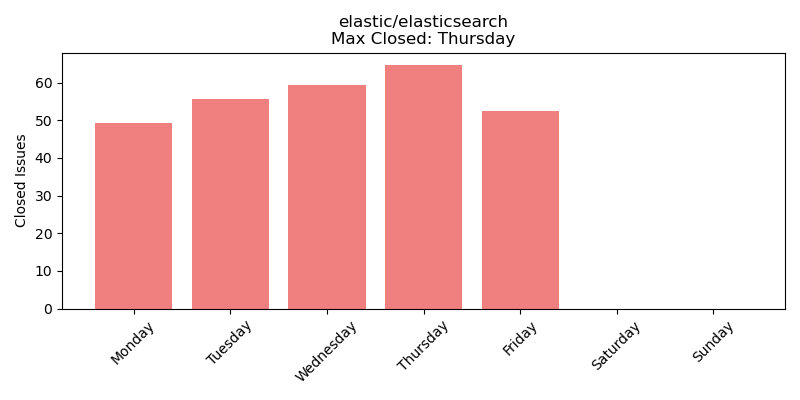 elastic/elasticsearch
Max Closed: Thursday
Closed Issues
60
50
40
30
20
10
0
Monday
Tuesday
Wednesday
Thursday
Friday
Saturday
Sunday